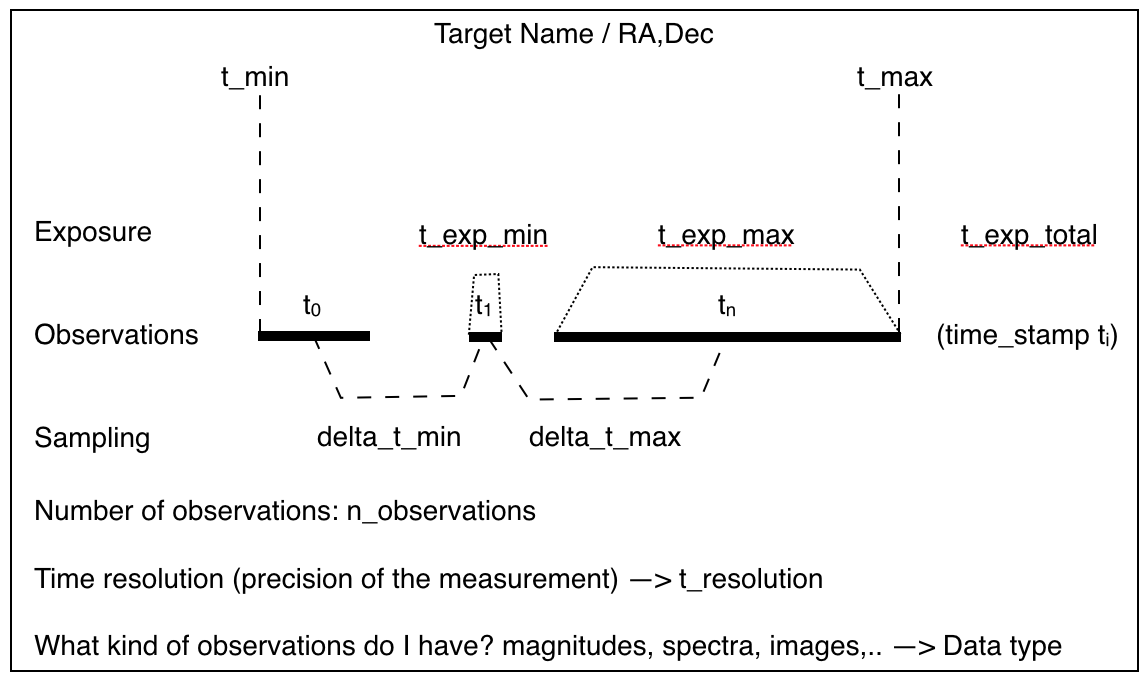 Target Name / RA,Dec
t_min t_max
Exposure t_exp_min t_exp_max t_exp_total
t₀ t₁ tₙ
Observations (time_stamp tᵢ)
Sampling delta_t_min delta_t_max
Number of observations: n_observations
Time resolution (precision of the measurement) —> t_resolution
What kind of observations do I have? magnitudes, spectra, images,.. —> Data type